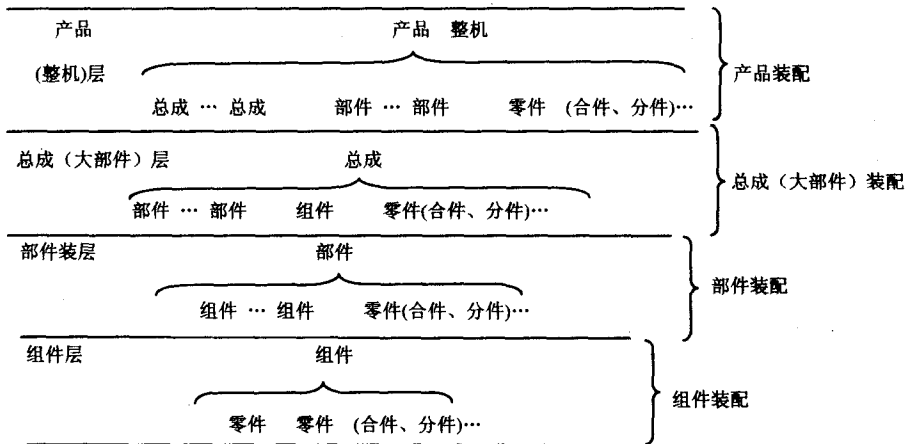 产品 产品 整机
(整机)层
产品装配
总成 … 总成 部件 … 部件 零件 (合件、分件)…
总成（大部件）层 总成
总成（大部件）装配
部件 … 部件 组件 零件(合件、分件)…
部件装层 部件
部件装配
组件 … 组件 零件(合件、分件)…
组件层 组件
组件装配
零件 零件 (合件、分件)…